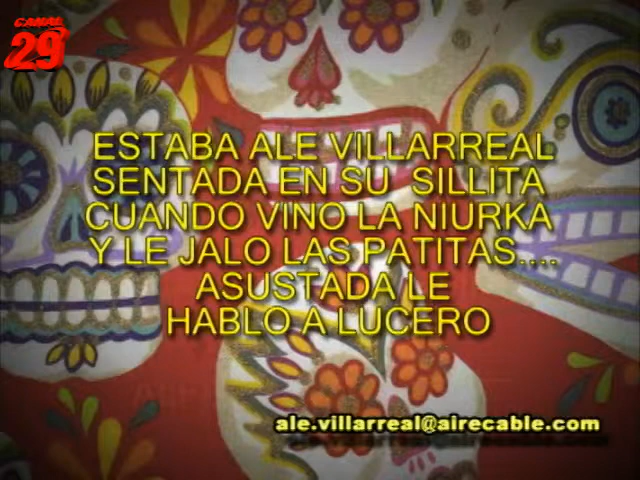 CANAL
29
ESTABA ALE VILLARREAL
SENTADA EN SU SILLITA
CUANDO VINO LA NIURKA
Y LE JALO LAS PATITAS....
ASUSTADA LE
HABLO A LUCERO
ale.villarreal@airecable.com